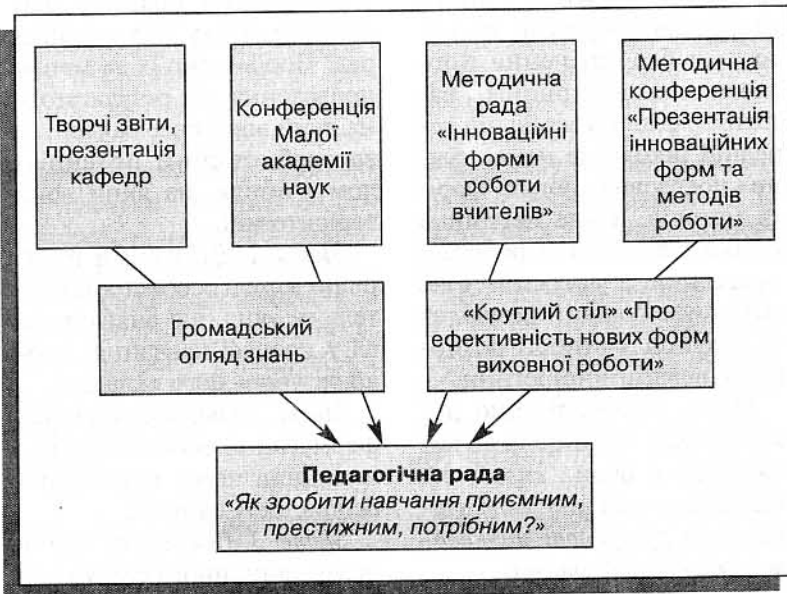 Творчі звіти,
презентація
кафедр
Конференція
Малої
академії
наук
Методична
рада
«Інноваційні
форми
роботи
вчителів»
Методична
конференція
«Презентація
інноваційних
форм та
методів
роботи»
Громадський
огляд знань
«Круглий стіл» «Про
ефективність нових форм
виховної роботи»
Педагогічна рада
«Як зробити навчання приємним,
престижним, потрібним?»